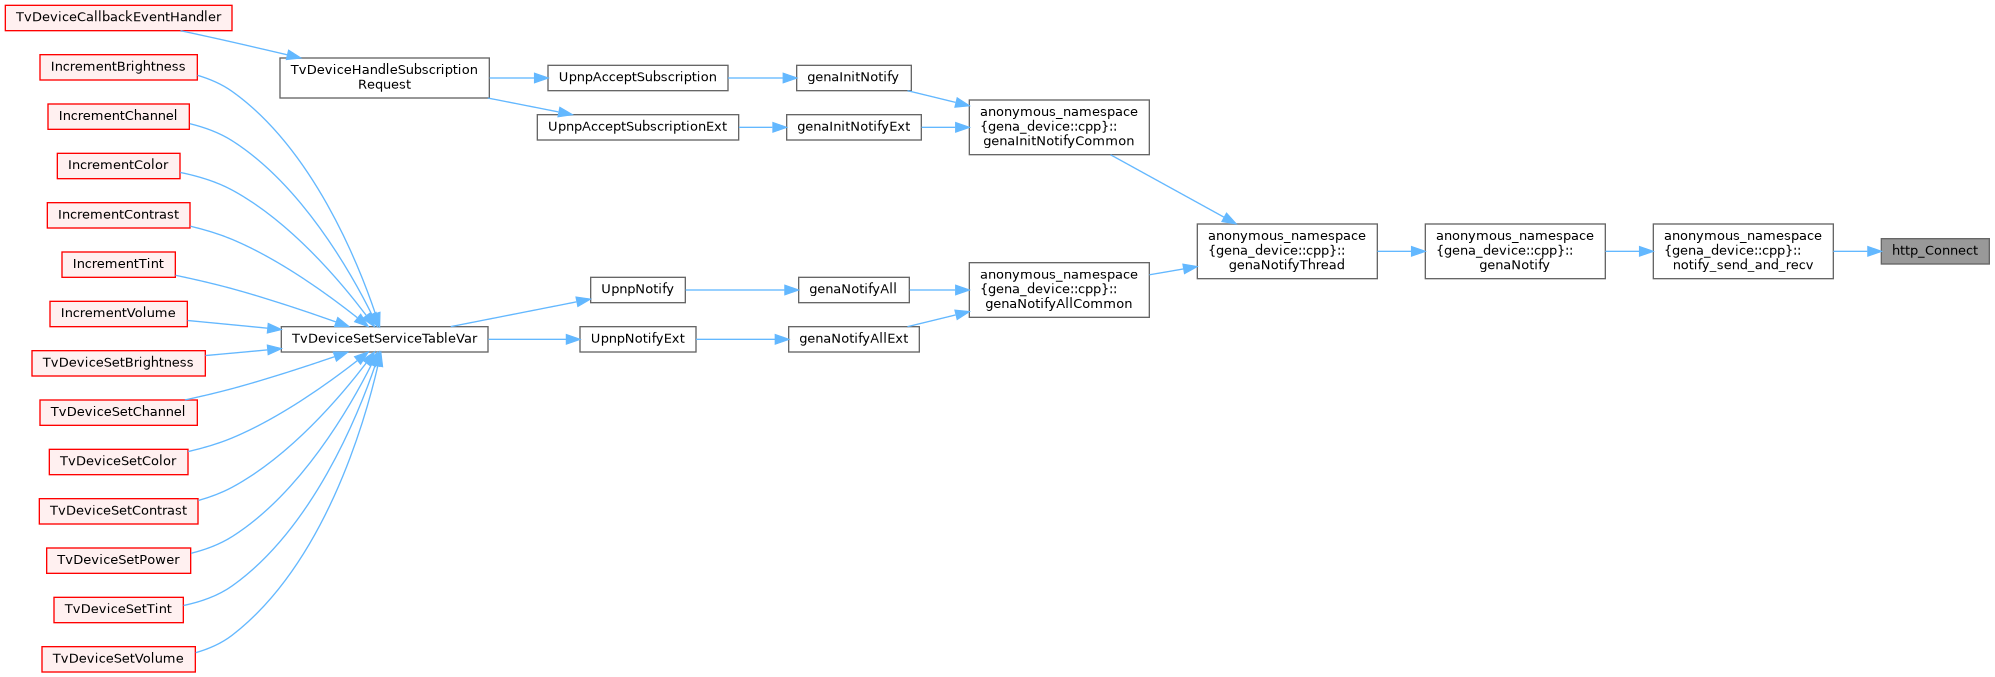 TvDeviceCallbackEventHandler
IncrementBrightness
IncrementChannel
IncrementColor
IncrementContrast
IncrementTint
IncrementVolume
TvDeviceSetBrightness
TvDeviceSetChannel
TvDeviceSetColor
TvDeviceSetContrast
TvDeviceSetPower
TvDeviceSetTint
TvDeviceSetVolume
TvDeviceHandleSubscription
Request
TvDeviceSetServiceTableVar
UpnpAcceptSubscription
UpnpAcceptSubscriptionExt
UpnpNotify
UpnpNotifyExt
genaInitNotify
genaInitNotifyExt
genaNotifyAll
genaNotifyAllExt
anonymous_namespace
{gena_device::cpp}::
genaInitNotifyCommon
anonymous_namespace
{gena_device::cpp}::
genaNotifyAllCommon
anonymous_namespace
{gena_device::cpp}::
genaNotifyThread
anonymous_namespace
{gena_device::cpp}::
genaNotify
anonymous_namespace
{gena_device::cpp}::
notify_send_and_recv
http_Connect